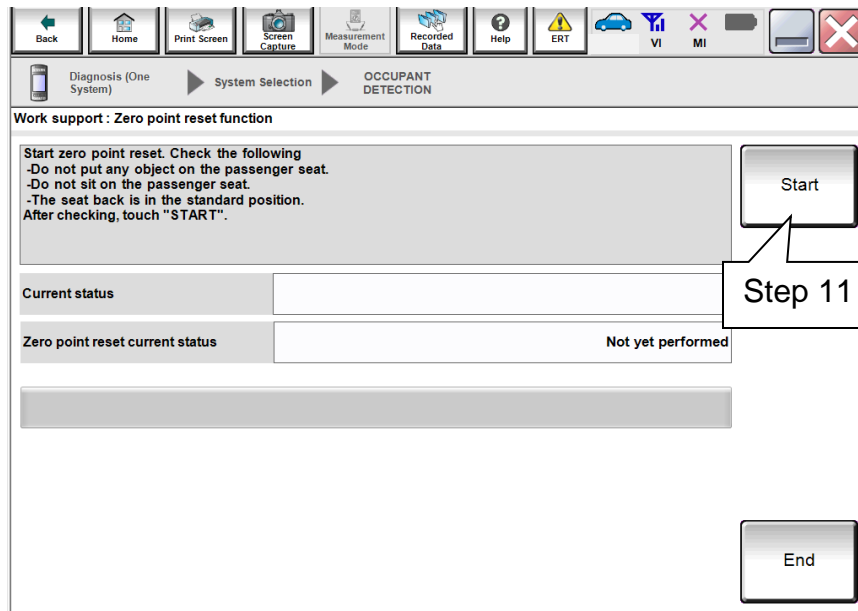 Back
Home
Print Screen
Screen
Capture
Measurement
Mode
Recorded
Data
Help
ERT
VI
MI
Diagnosis (One
System)
System Selection
OCCUPANT
DETECTION
Work support : Zero point reset function
Start zero point reset. Check the following
-Do not put any object on the passenger seat.
-Do not sit on the passenger seat.
-The seat back is in the standard position.
After checking, touch "START".
Start
Step 11
Current status
Zero point reset current status
Not yet performed
End